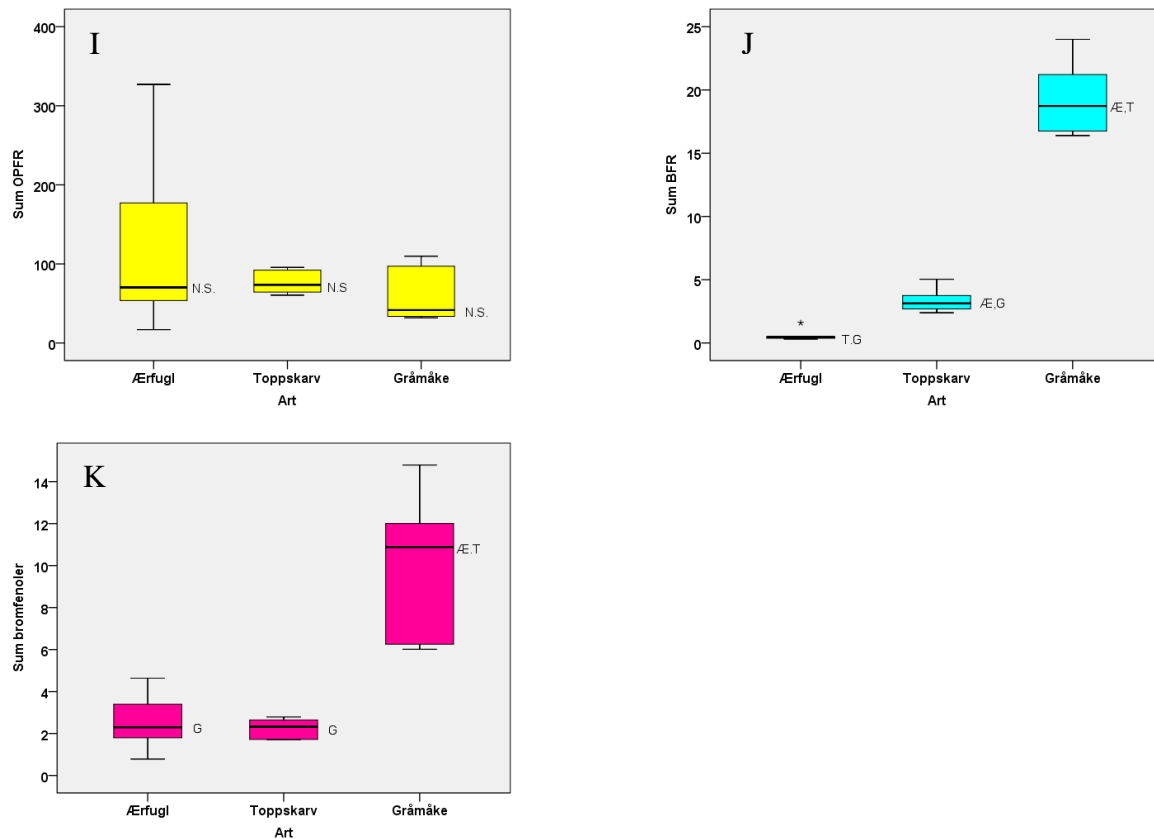 I
Sum OPFR
400
300
200
100
0
N.S.
N.S
N.S.
Ærfugl Toppskarv Gråmåke
Art
J
Sum BFR
25
20
15
10
5
0
*
T.G
Æ,G
Æ,T
Ærfugl Toppskarv Gråmåke
Art
K
Sum bromfenoler
14
12
10
8
6
4
2
0
G
G
Æ.T
Ærfugl Toppskarv Gråmåke
Art